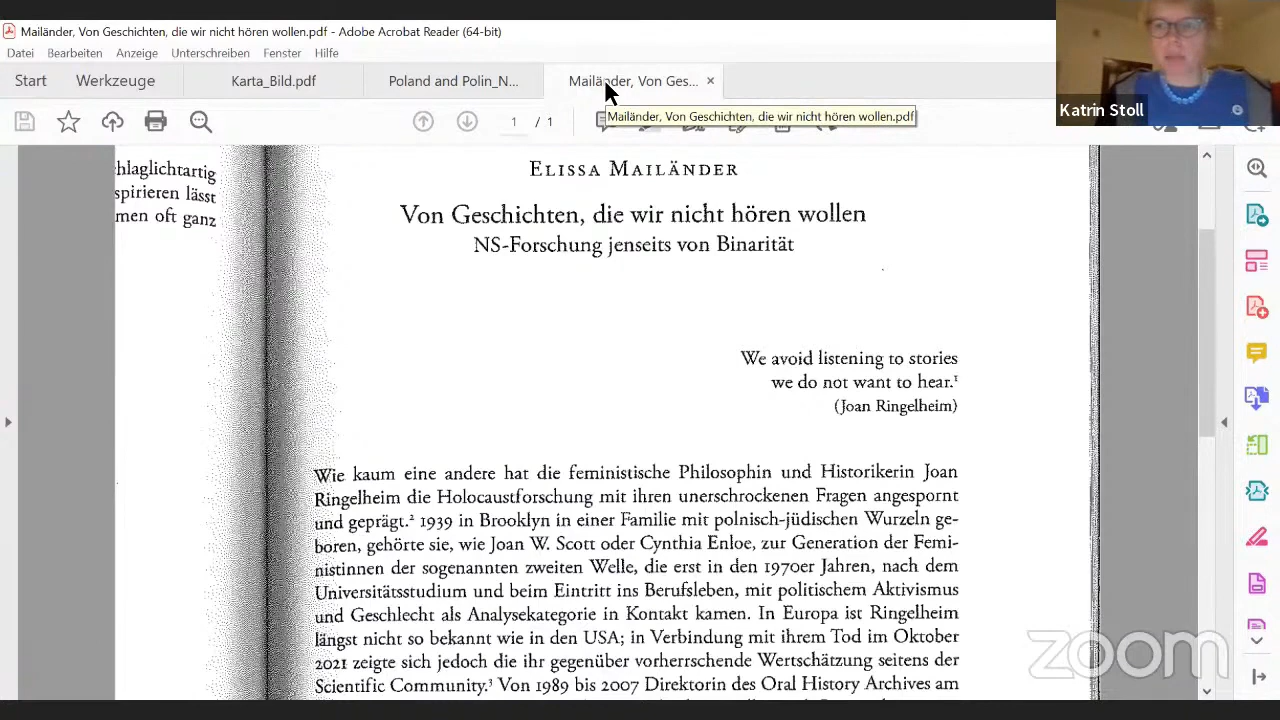 Mailänder, Von Geschichten, die wir nicht hören wollen.pdf - Adobe Acrobat Reader (64-bit)
Datei Bearbeiten Anzeige Unterschreiben Fenster Hilfe
Start Werkzeuge Karta_Bild.pdf Poland and Polin_N... Mailänder, Von Ges... ×
1 / 1
Mailänder, Von Geschichten, die wir nicht hören wollen.pdf
Katrin Stoll
hlaglichtartig
spirieren lässt
men oft ganz
Elissa Mailänder
Von Geschichten, die wir nicht hören wollen
NS-Forschung jenseits von Binarität
We avoid listening to stories
we do not want to hear.¹
(Joan Ringelheim)
Wie kaum eine andere hat die feministische Philosophin und Historikerin Joan
Ringelheim die Holocaustforschung mit ihren unerschrockenen Fragen angespornt
und geprägt.² 1939 in Brooklyn in einer Familie mit polnisch-jüdischen Wurzeln ge-
boren, gehörte sie, wie Joan W. Scott oder Cynthia Enloe, zur Generation der Femi-
nistinnen der sogenannten zweiten Welle, die erst in den 1970er Jahren, nach dem
Universitätsstudium und beim Eintritt ins Berufsleben, mit politischem Aktivismus
und Geschlecht als Analysekategorie in Kontakt kamen. In Europa ist Ringelheim
längst nicht so bekannt wie in den USA; in Verbindung mit ihrem Tod im Oktober
2021 zeigte sich jedoch die ihr gegenüber vorherrschende Wertschätzung seitens der
Scientific Community.³ Von 1989 bis 2007 Direktorin des Oral History Archives am
zoom